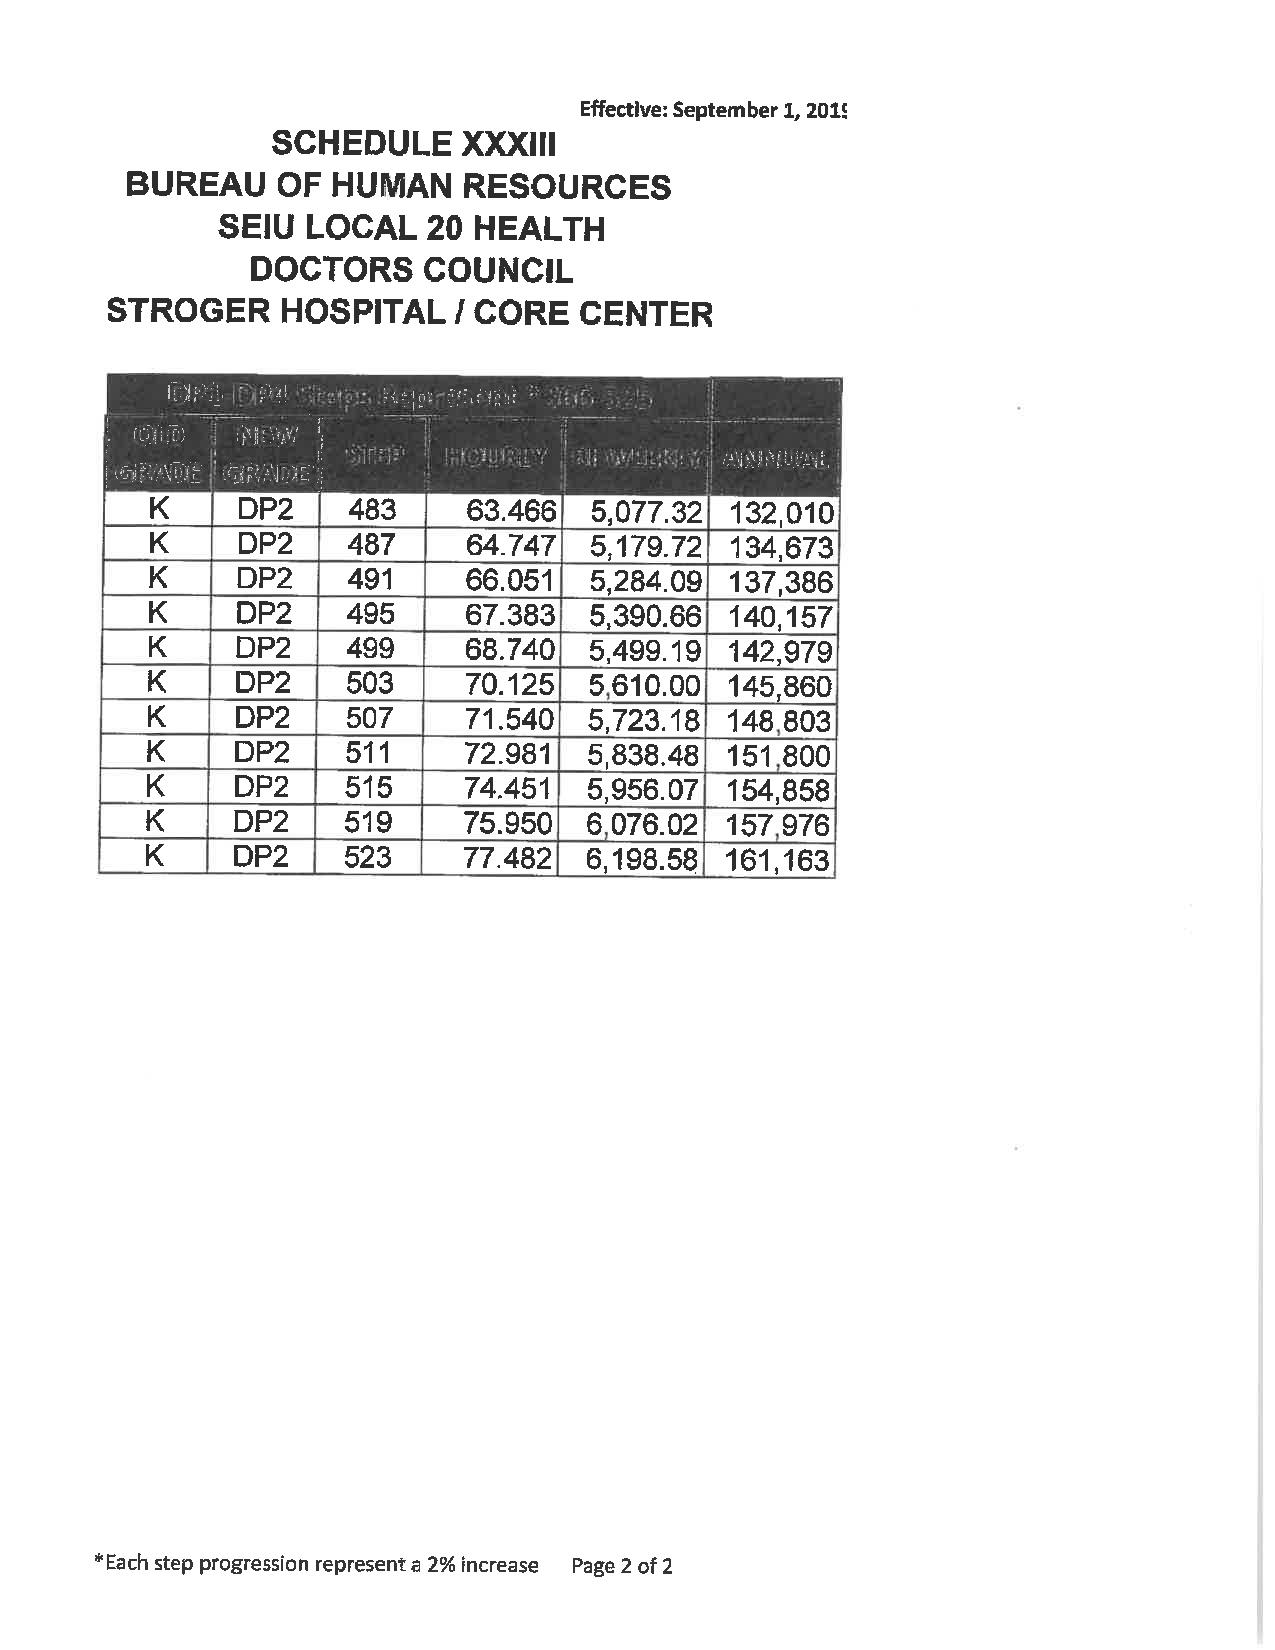 Effective: September 1, 2019
SCHEDULE XXXIII
BUREAU OF HUMAN RESOURCES
SEIU LOCAL 20 HEALTH
DOCTORS COUNCIL
STROGER HOSPITAL / CORE CENTER
DP1-DP4 Steps Represent *
OLD NEW
GRADE GRADE STEP HOURLY BI WEEKLY ANNUAL
K DP2 483 63.466 5,077.32 132,010
K DP2 487 64.747 5,179.72 134,673
K DP2 491 66.051 5,284.09 137,386
K DP2 495 67.383 5,390.66 140,157
K DP2 499 68.740 5,499.19 142,979
K DP2 503 70.125 5,610.00 145,860
K DP2 507 71.540 5,723.18 148,803
K DP2 511 72.981 5,838.48 151,800
K DP2 515 74.451 5,956.07 154,858
K DP2 519 75.950 6,076.02 157,976
K DP2 523 77.482 6,198.58 161,163
*Each step progression represent a 2% increase Page 2 of 2